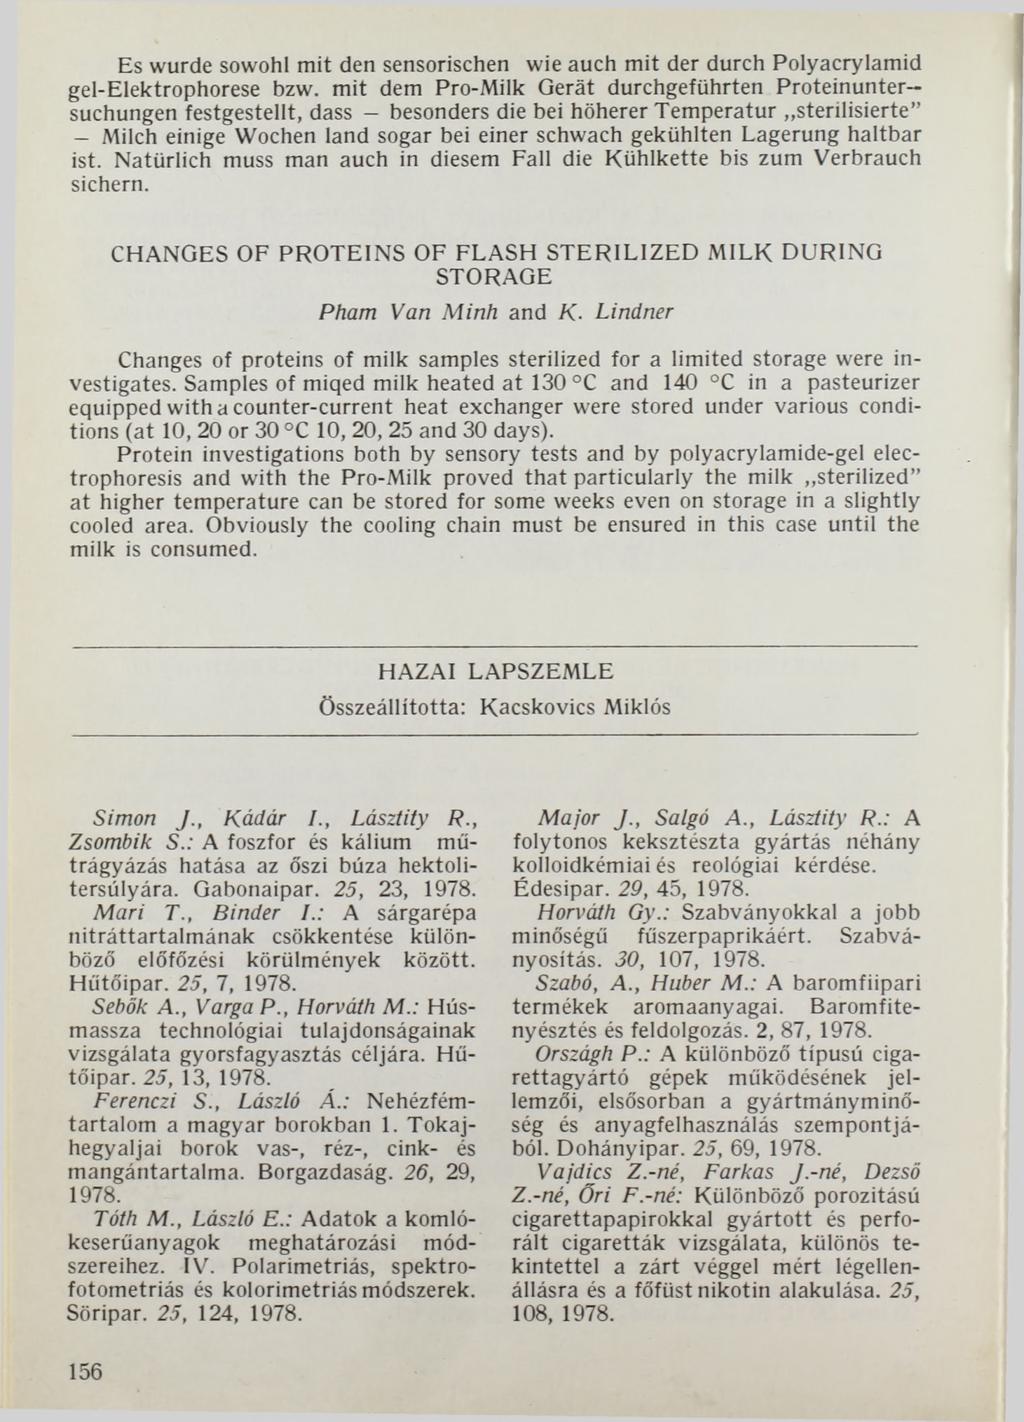 Es wurde sowohl mit den sensorischen wie auch mit der durch Polyacrylamid
gel-Elektrophorese bzw. mit dem Pro-Milk Gerät durchgeführten Proteinunter-
suchungen festgestellt, dass — besonders die bei höherer Temperatur „sterilisierte”
— Milch einige Wochen land sogar bei einer schwach gekühlten Lagerung haltbar
ist. Natürlich muss man auch in diesem Fall die Kühlkette bis zum Verbrauch
sichern.
CHANGES OF PROTEINS OF FLASH STERILIZED MILK DURING
STORAGE
Pham Van Minh and K. Lindner
Changes of proteins of milk samples sterilized for a limited storage were in-
vestigates. Samples of miqed milk heated at 130 °C and 140 °C in a pasteurizer
equipped with a counter-current heat exchanger were stored under various condi-
tions (at 10, 20 or 30 °C 10, 20, 25 and 30 days).
Protein investigations both by sensory tests and by polyacrylamide-gel elec-
trophoresis and with the Pro-Milk proved that particularly the milk „sterilized”
at higher temperature can be stored for some weeks even on storage in a slightly
cooled area. Obviously the cooling chain must be ensured in this case until the
milk is consumed.
HAZAI LAPSZEMLE
Összeállította: Kacskovics Miklós
Simon J., Kádár I., Lásztity R.,
Zsombik S.: A foszfor és kálium mű-
trágyázás hatása az őszi búza hektoli-
tersúlyára. Gabonaipar. 25, 23, 1978.
Mari T., Binder I.: A sárgarépa
nitráttartalmának csökkentése külön-
böző előfőzési körülmények között.
Hűtőipar. 25, 7, 1978.
Sebők A., Varga P., Horváth M.: Hús-
massza technológiai tulajdonságainak
vizsgálata gyorsfagyasztás céljára. Hű-
tőipar. 25, 13, 1978.
Ferenczi S., László Á.: Nehézfém-
tartalom a magyar borokban 1. Tokaj-
hegyaljai borok vas-, réz-, cink- és
mangántartalma. Borgazdaság. 26, 29,
1978.
Tóth M., László E.: Adatok a komló-
keserűanyagok meghatározási mód-
szereihez. IV. Polarimetriás, spektro-
fotometriás és kolorimetriás módszerek.
Söripar. 25, 124, 1978.
Major J., Salgó A., Lásztity R.: A
folytonos keksztészta gyártás néhány
kolloidkémiai és reológiai kérdése.
Édesipar. 29, 45, 1978.
Horváth Gy.: Szabványokkal a jobb
minőségű fűszerpaprikáért. Szabvá-
nyosítás. 30, 107, 1978.
Szabó, A., Huber M.: A baromfiipari
termékek aromaanyagai. Baromfite-
nyésztés és feldolgozás. 2, 87, 1978.
Országh P.: A különböző típusú ciga-
rettagyártó gépek működésének jel-
lemzői, elsősorban a gyártmányminő-
ség és anyagfelhasználás szempontjá-
ból. Dohányipar. 25, 69, 1978.
Vajdics Z.-né, Farkas J.-né, Dezső
Z.-né, Őri F.-né: Különböző porozitású
cigarettapapirokkal gyártott és perfo-
rált cigaretták vizsgálata, különös te-
kintettel a zárt véggel mért légellen-
állásra és a főfüst nikotin alakulása. 25,
108, 1978.
156